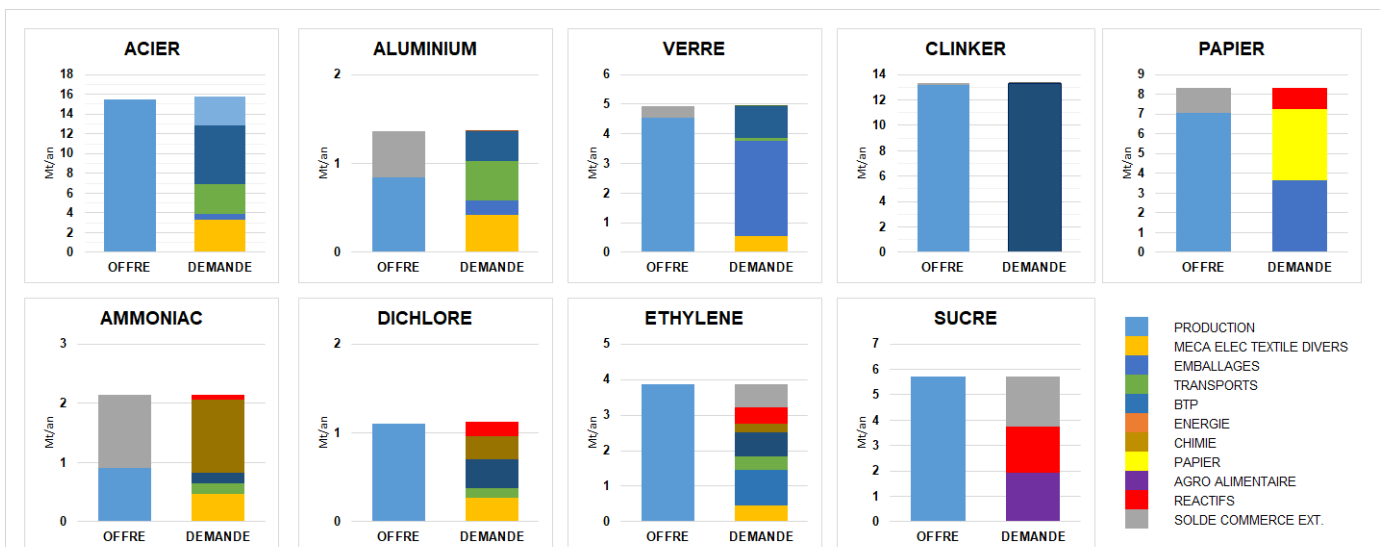 ACIER
18
16
14
12
10
8
6
4
2
0
Mt/an
OFFRE DEMANDE
ALUMINIUM
2
1
0
Mt/an
OFFRE DEMANDE
VERRE
6
5
4
3
2
1
0
Mt/an
OFFRE DEMANDE
CLINKER
14
12
10
8
6
4
2
0
Mt/an
OFFRE DEMANDE
PAPIER
9
8
7
6
5
4
3
2
1
0
Mt/an
OFFRE DEMANDE
AMMONIAC
3
2
1
0
Mt/an
OFFRE DEMANDE
DICHLORE
2
1
0
Mt/an
OFFRE DEMANDE
ETHYLENE
5
4
3
2
1
0
Mt/an
OFFRE DEMANDE
SUCRE
7
6
5
4
3
2
1
0
Mt/an
OFFRE DEMANDE
PRODUCTION
MECA ELEC TEXTILE DIVERS
EMBALLAGES
TRANSPORTS
BTP
ENERGIE
CHIMIE
PAPIER
AGRO ALIMENTAIRE
REACTIFS
SOLDE COMMERCE EXT.